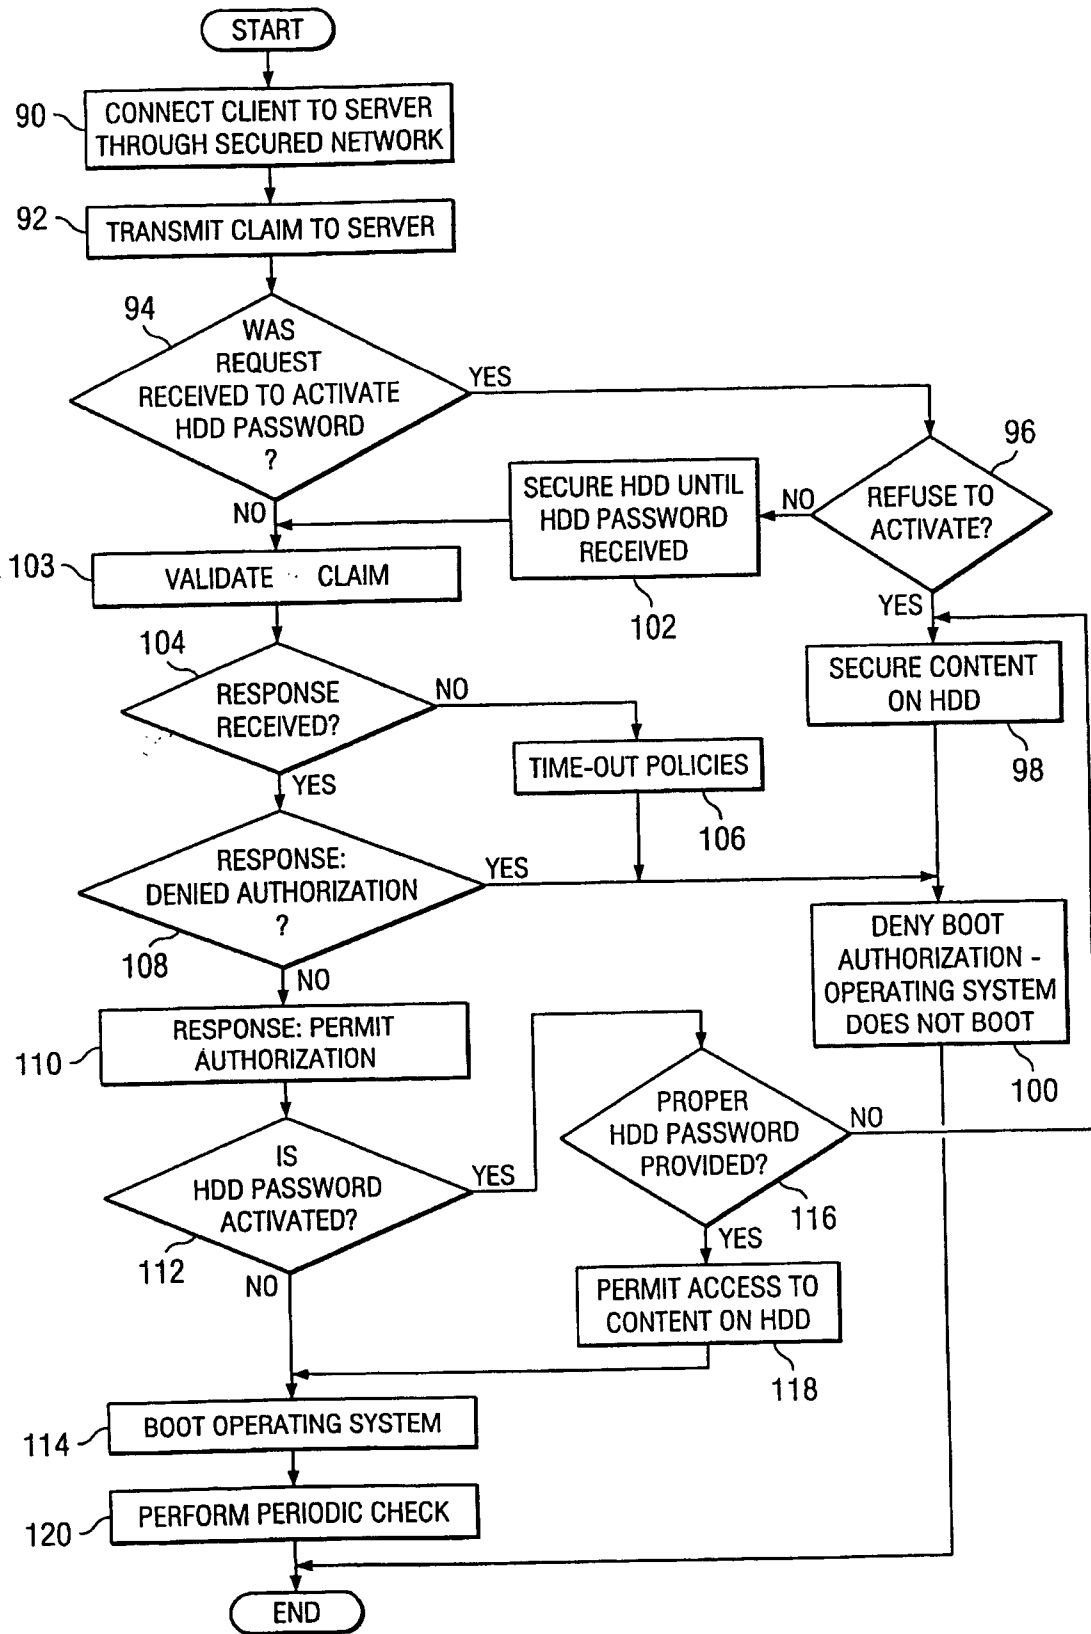 START
90
CONNECT CLIENT TO SERVER
THROUGH SECURED NETWORK
92
TRANSMIT CLAIM TO SERVER
94
WAS
REQUEST
RECEIVED TO ACTIVATE
HDD PASSWORD
?
YES
NO
96
REFUSE TO
ACTIVATE?
NO
YES
SECURE HDD UNTIL
HDD PASSWORD
RECEIVED
102
103
VALIDATE CLAIM
104
RESPONSE
RECEIVED?
NO
YES
SECURE CONTENT
ON HDD
98
TIME-OUT POLICIES
106
RESPONSE:
DENIED AUTHORIZATION
?
YES
108
NO
DENY BOOT
AUTHORIZATION -
OPERATING SYSTEM
DOES NOT BOOT
100
RESPONSE: PERMIT
AUTHORIZATION
110
IS
HDD PASSWORD
ACTIVATED?
YES
112
NO
PROPER
HDD PASSWORD
PROVIDED?
NO
116
YES
PERMIT ACCESS TO
CONTENT ON HDD
118
BOOT OPERATING SYSTEM
114
PERFORM PERIODIC CHECK
120
END